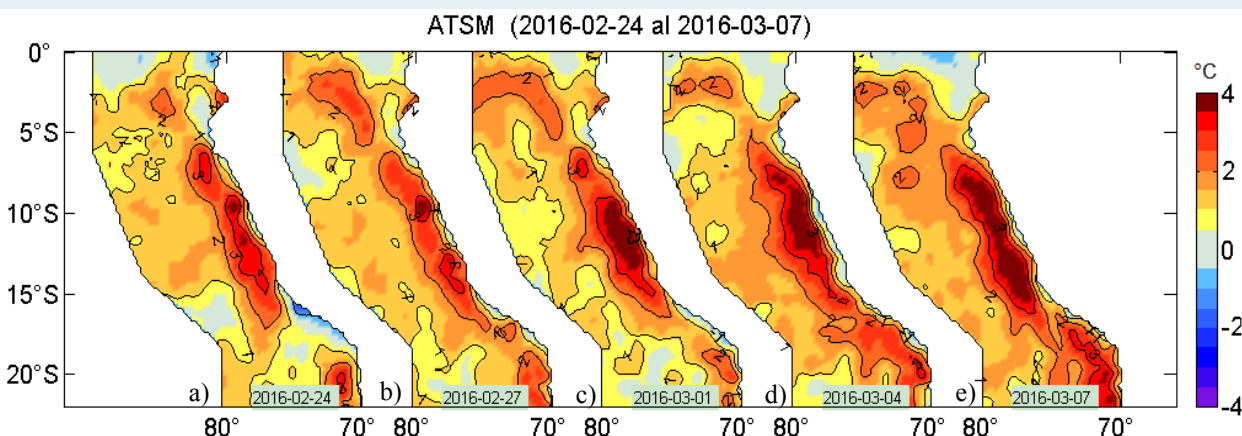 ATSM (2016-02-24 al 2016-03-07)
0°
5°S
10°S
15°S
20°S
a) 2016-02-24
b) 2016-02-27
c) 2016-03-01
d) 2016-03-04
e) 2016-03-07
80° 70° 80° 70° 80° 70° 80° 70° 80° 70°
°C
4
2
0
-2
-4